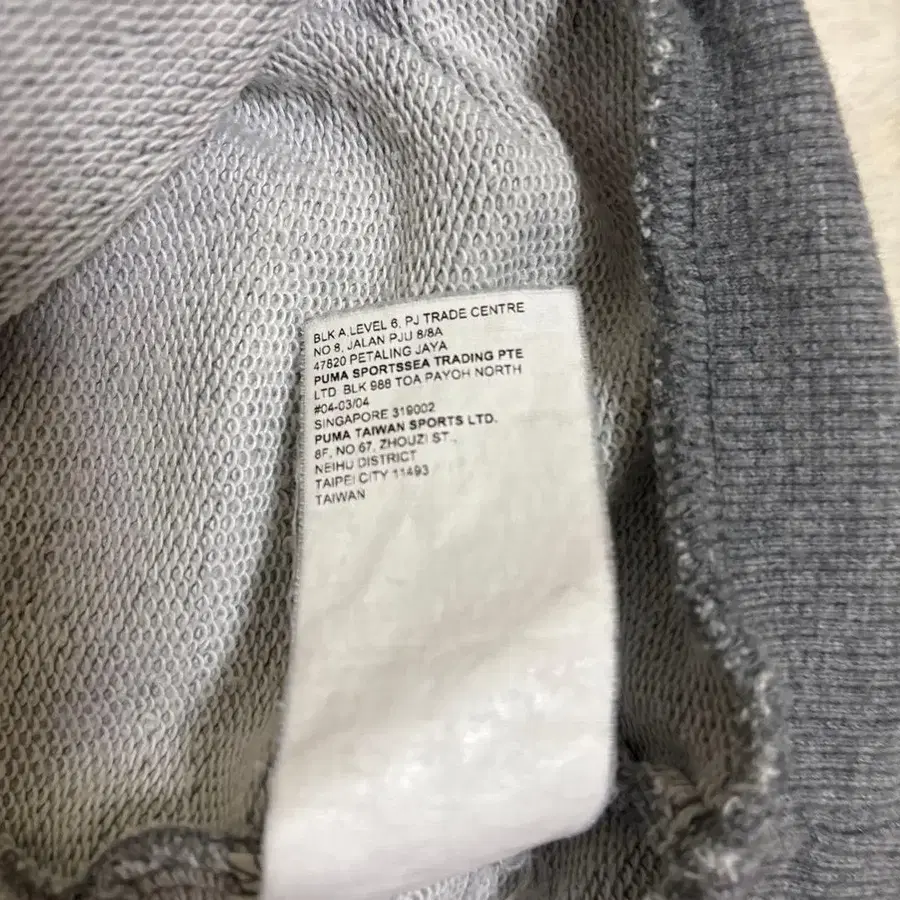 BLK A, LEVEL 6, PJ TRADE CENTRE
NO 8, JALAN PJU 8/8A
47820 PETALING JAYA
PUMA SPORTSSEA TRADING PTE
LTD BLK 988 TOA PAYOH NORTH
#04-03/04
SINGAPORE 319002
PUMA TAIWAN SPORTS LTD.
8F, NO 67, ZHOUZI ST.,
NEIHU DISTRICT
TAIPEI CITY 11493
TAIWAN